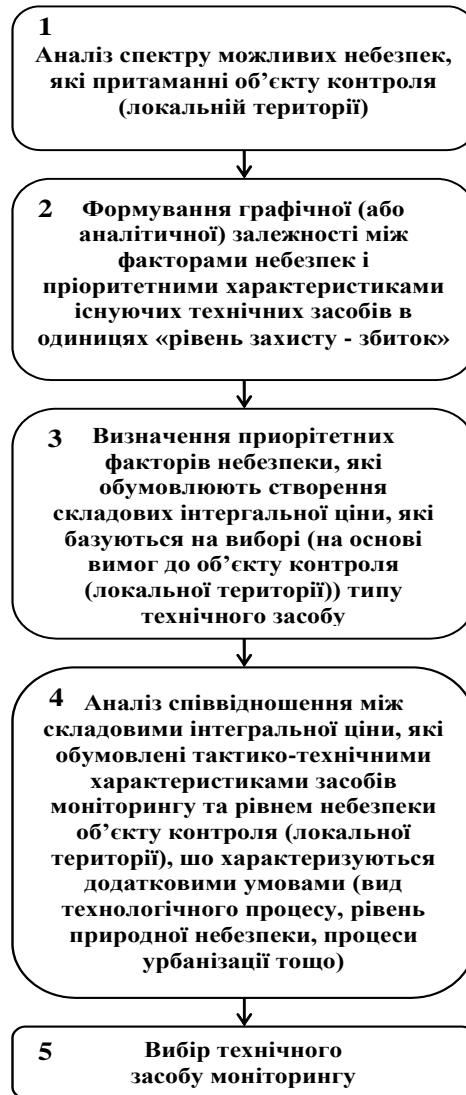 1
Аналіз спектру можливих небезпек,
які притаманні об’єкту контроля
(локальній території)
2 Формування графічної (або
аналітичної) залежності між
факторами небезпек і
пріоритетними характеристиками
існуючих технічних засобів в
одиницях «рівень захисту - збиток»
3 Визначення приорітетних
факторів небезпеки, які
обумовлюють створення
складових інтергальної ціни, які
базуються на виборі (на основі
вимог до об’єкту контроля
(локальної території)) типу
технічного засобу
4 Аналіз співвідношення між
складовими інтегральної ціни, які
обумовлені тактико-технічними
характеристиками засобів
моніторингу та рівнем небезпеки
об’єкту контроля (локальної
території), шо характеризуються
додатковими умовами (вид
технологічного процесу, рівень
природної небезпеки, процеси
урбанізації тощо)
5 Вибір технічного
засобу моніторингу